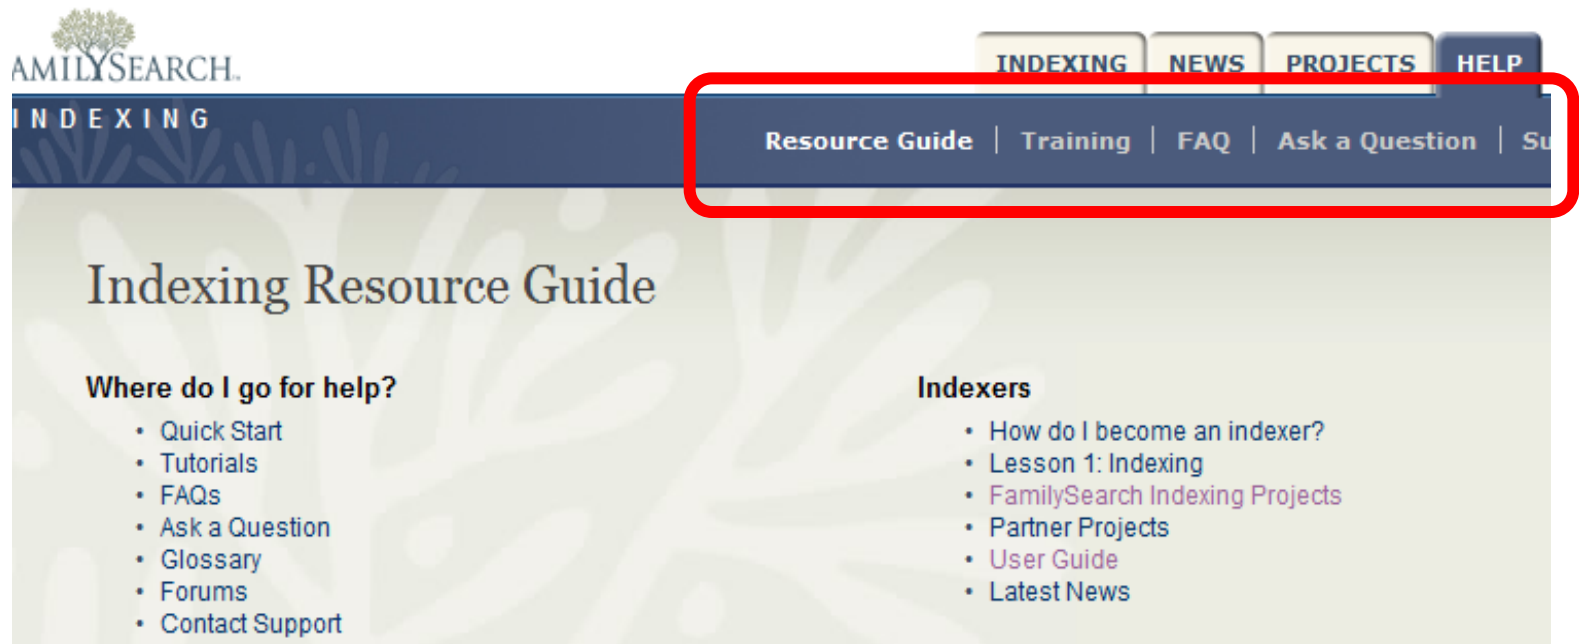 AMILYSEARCH
INDEXING NEWS PROJECTS HELP
INDEXING
Resource Guide | Training | FAQ | Ask a Question | Su
Indexing Resource Guide
Where do I go for help?
• Quick Start
• Tutorials
• FAQs
• Ask a Question
• Glossary
• Forums
• Contact Support
Indexers
• How do I become an indexer?
• Lesson 1: Indexing
• FamilySearch Indexing Projects
• Partner Projects
• User Guide
• Latest News